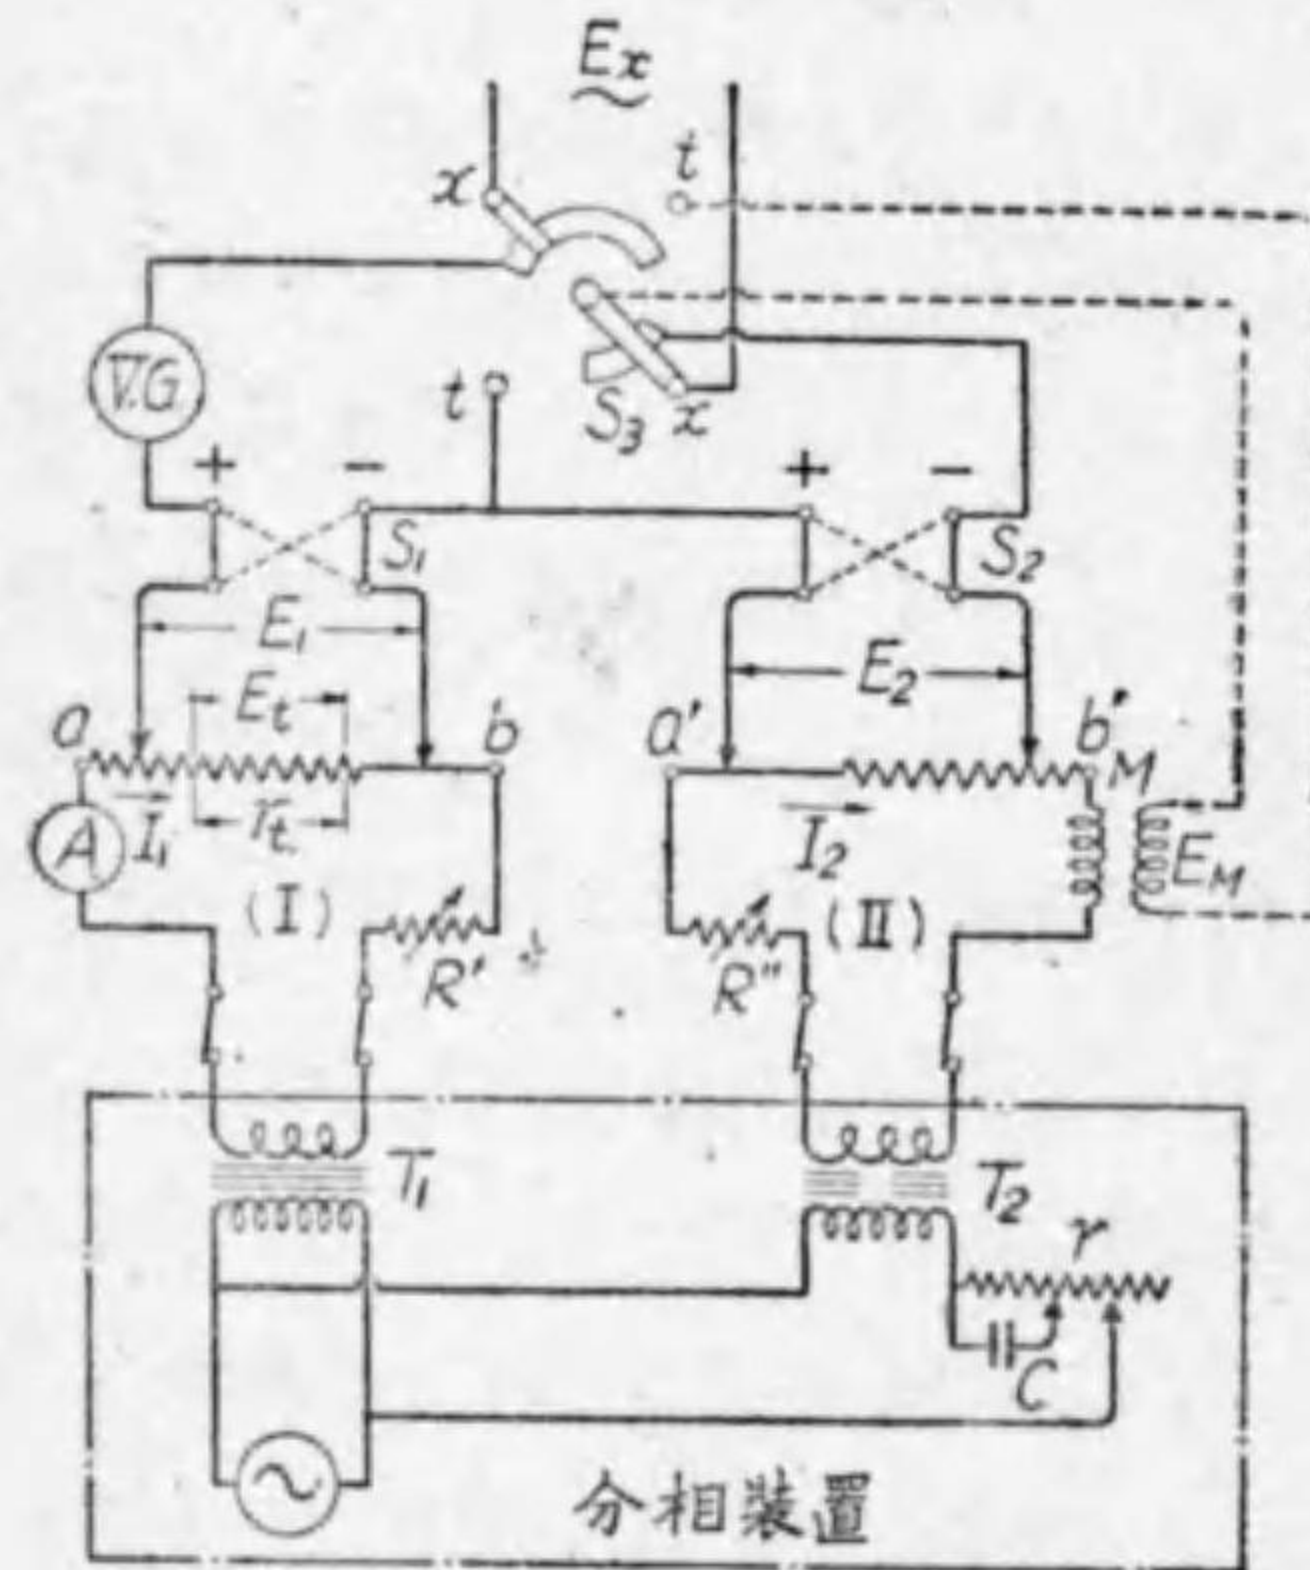 Ex
~
x
t
V.G
t
S₃
x
+
−
+
−
S₁
S₂
E₁
E₂
Et
a
b
a'
b'
M
A
I₁
rt
I₂
EM
(I)
(II)
R'
R"
T₁
T₂
r
C
~
分相装置